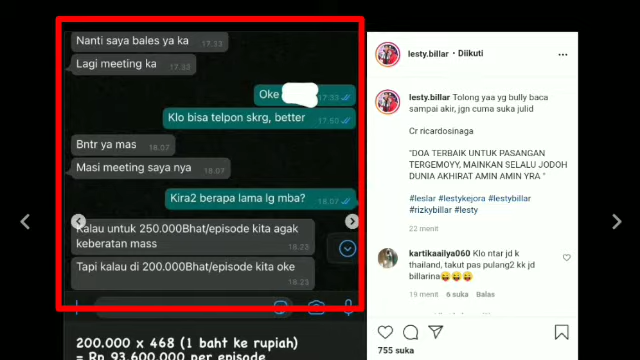 Nanti saya bales ya ka 17.33
Lagi meeting ka 17.33
Oke 17:33
Klo bisa telpon skrg, better 17.50
Bntr ya mas 18.07
Masi meeting saya nya 18.07
Kira2 berapa lama lg mba? 18.07
Kalau untuk 250.000Bhat/episode kita agak
keberatan mass 18.23
Tapi kalau di 200.000Bhat/episode kita oke
18.23
200.000 x 468 (1 baht ke rupiah)
= Rp 93.600.000 per episode
lesty.billar • Diikuti
lesty.billar Tolong yaa yg bully baca
sampai akir, jgn cuma suka julid
Cr ricardosinaga
"DOA TERBAIK UNTUK PASANGAN
TERGEMOYY, MAINKAN SELALU JODOH
DUNIA AKHIRAT AMIN AMIN YRA "
#leslar #lestykejora #lestybillar
#rizkybillar #lesty
22 menit
kartikaailya060 Klo ntar jd k
thailand, takut pas pulang2 kk jd
billarina😜😜😜
19 menit 6 suka Balas
755 suka